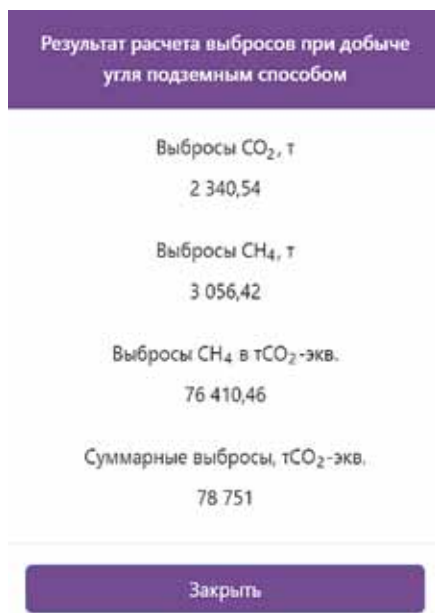 Результат расчета выбросов при добыче
угля подземным способом
Выбросы CO₂, т
2 340,54
Выбросы CH₄, т
3 056,42
Выбросы CH₄ в тCO₂-экв.
76 410,46
Суммарные выбросы, тCO₂-экв.
78 751
Закрыть